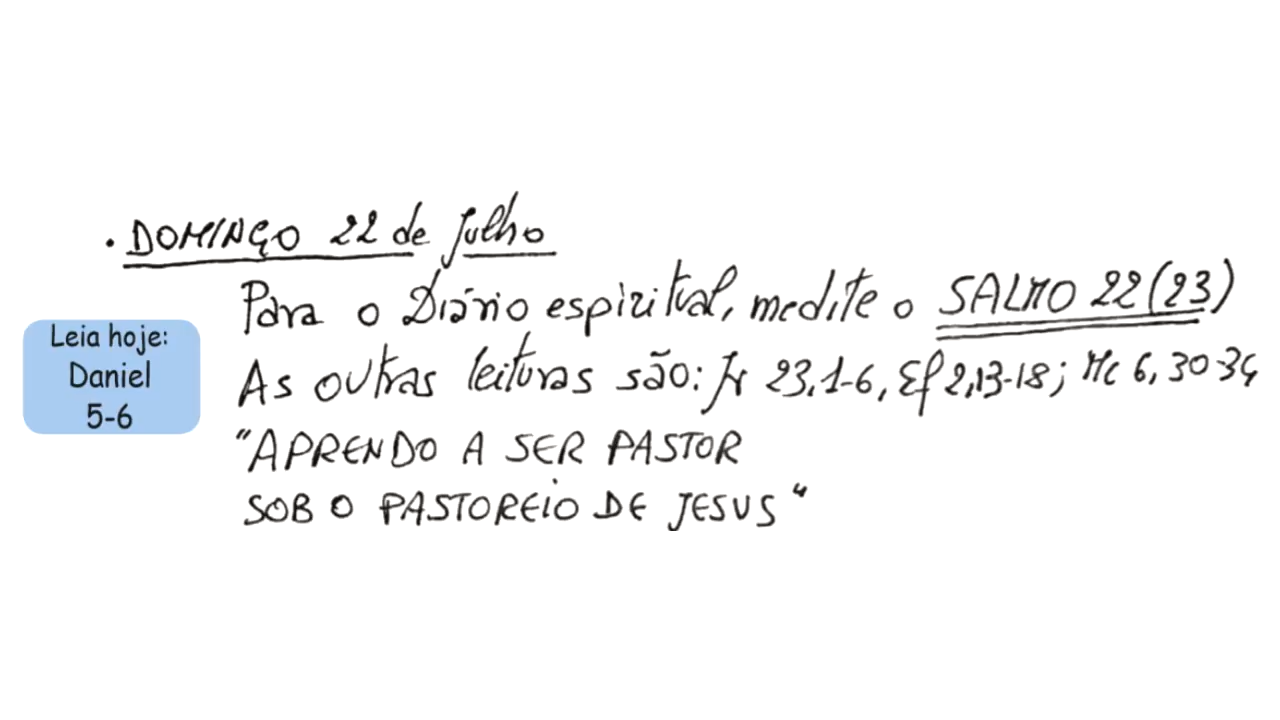 . DOMINGO 22 de Julho
Para o Diário espiritual, medite o SALMO 22 (23)
Leia hoje:
Daniel
5-6
As outras leituras são: Jr 23,1-6, Ef 2,13-18; Mc 6, 30-34
"APRENDO A SER PASTOR
SOB O PASTOREIO DE JESUS"